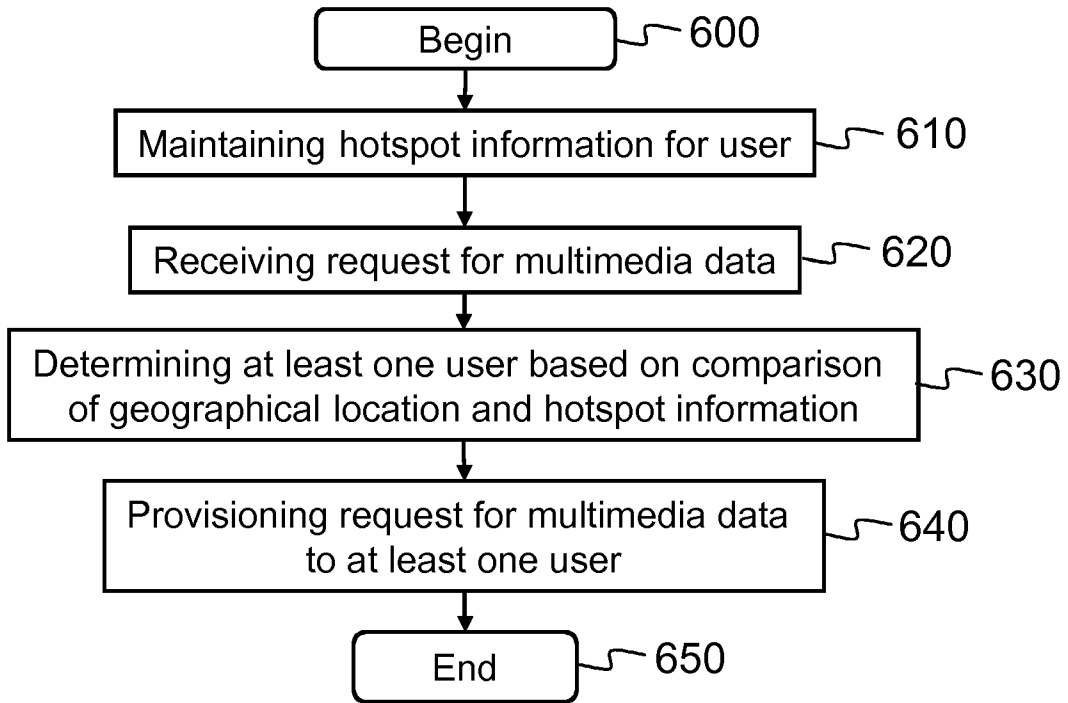 Begin
600
Maintaining hotspot information for user
610
Receiving request for multimedia data
620
Determining at least one user based on comparison
of geographical location and hotspot information
630
Provisioning request for multimedia data
to at least one user
640
End
650